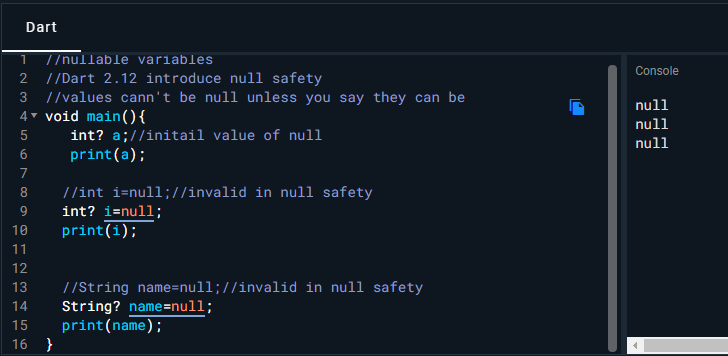 Dart
1 //nullable variables
2 //Dart 2.12 introduce null safety
3 //values cann't be null unless you say they can be
4 void main(){
5 int? a;//initail value of null
6 print(a);
7
8 //int i=null;//invalid in null safety
9 int? i=null;
10 print(i);
11
12
13 //String name=null;//invalid in null safety
14 String? name=null;
15 print(name);
16 }
Console
null
null
null